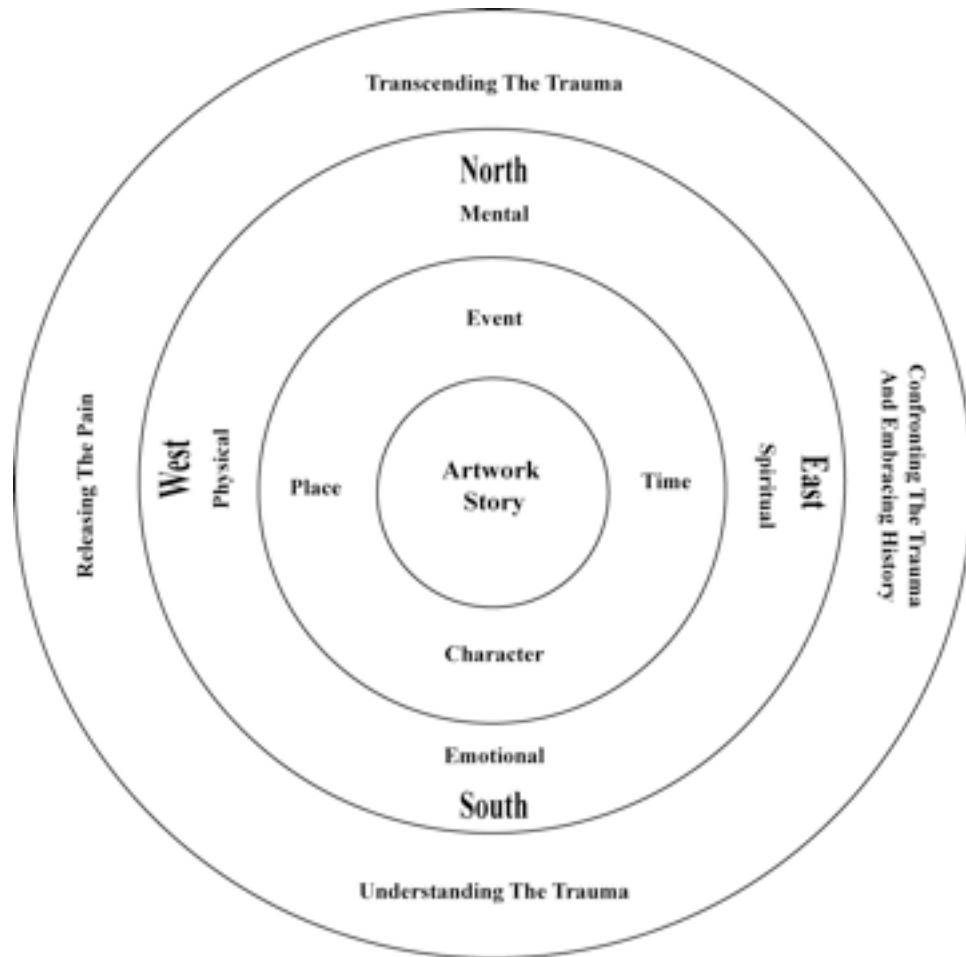 Transcending The Trauma
North
Mental
Event
Releasing The Pain
West
Physical
Place
Artwork
Story
Time
Spiritual
East
Confronting The Trauma
And Embracing History
Character
Emotional
South
Understanding The Trauma